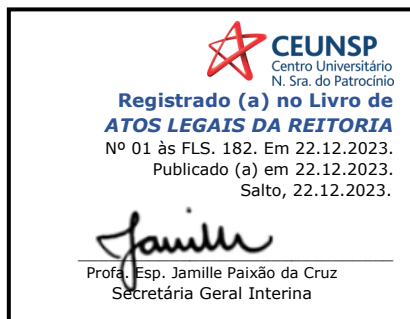 CEUNSP
Centro Universitário
N. Sra. do Patrocínio
Registrado (a) no Livro de
ATOS LEGAIS DA REITORIA
Nº 01 às FLS. 182. Em 22.12.2023.
Publicado (a) em 22.12.2023.
Salto, 22.12.2023.
Jamille
Profa. Esp. Jamille Paixão da Cruz
Secretária Geral Interina